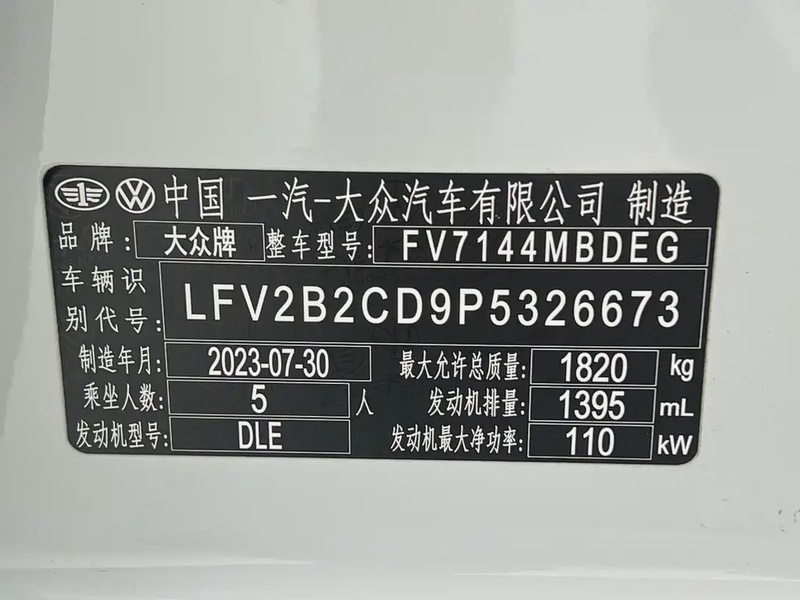 中国 一汽-大众汽车有限公司 制造
品牌: 大众牌 整车型号: FV7144MBDEG
车辆识别代号: LFV2B2CD9P5326673
制造年月: 2023-07-30 最大允许总质量: 1820 kg
乘坐人数: 5 人 发动机排量: 1395 mL
发动机型号: DLE 发动机最大净功率: 110 kW